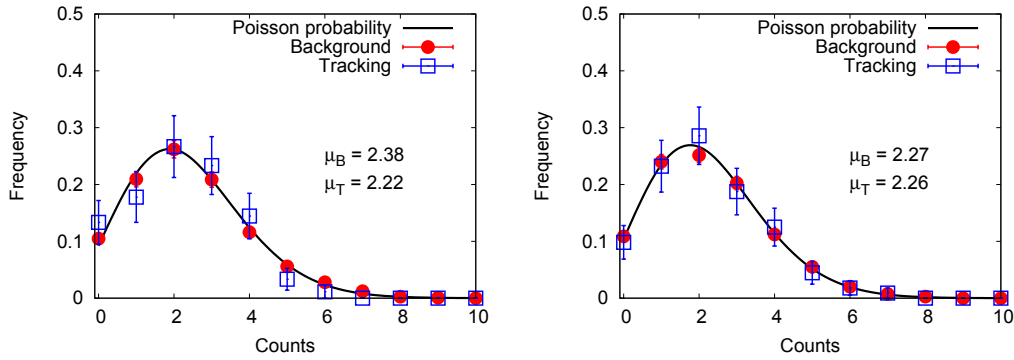 0.5
0.4
0.3
0.2
0.1
0
0 2 4 6 8 10
Frequency
Counts
Poisson probability
Background
Tracking
μB = 2.38
μT = 2.22
0.5
0.4
0.3
0.2
0.1
0
0 2 4 6 8 10
Frequency
Counts
Poisson probability
Background
Tracking
μB = 2.27
μT = 2.26